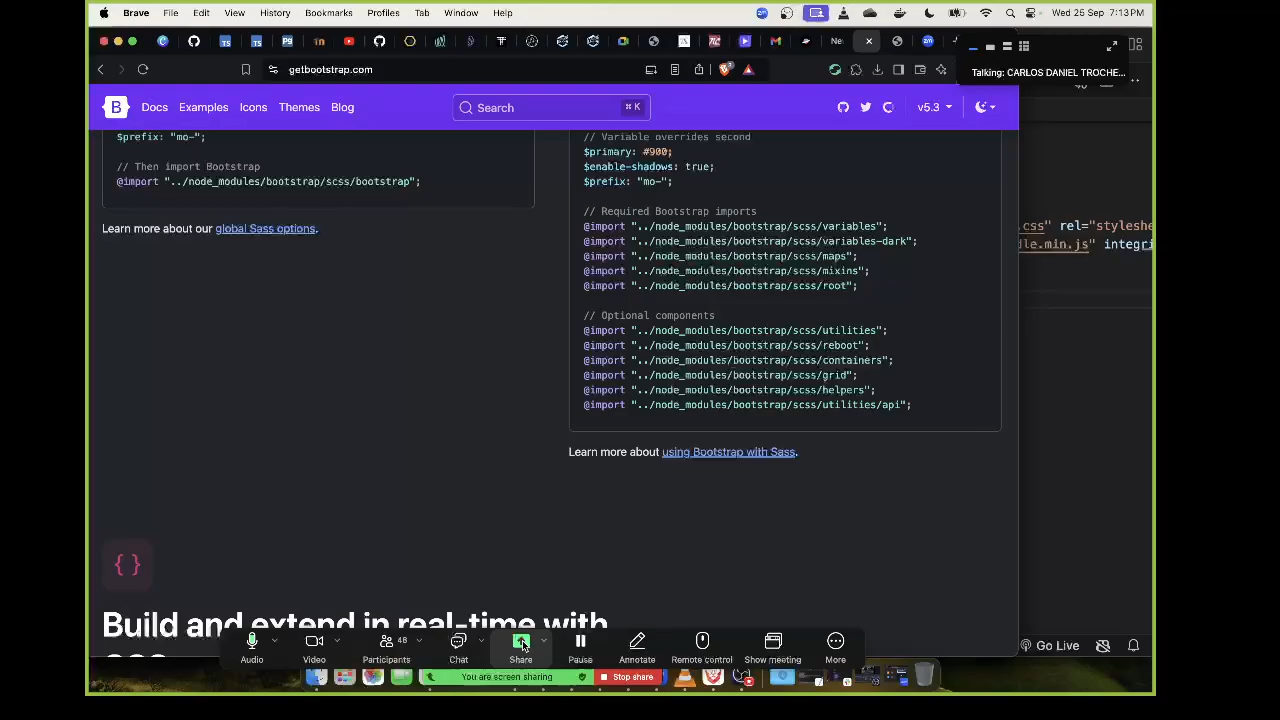 Brave File Edit View History Bookmarks Profiles Tab Window Help
Wed 25 Sep 7:13 PM
getbootstrap.com
Talking: CARLOS DANIEL TROCHE...
B Docs Examples Icons Themes Blog
Search
⌘ K
v5.3
$prefix: "mo-";
// Then import Bootstrap
@import "../node_modules/bootstrap/scss/bootstrap";
Learn more about our global Sass options.
// Variable overrides second
$primary: #900;
$enable-shadows: true;
$prefix: "mo-";
// Required Bootstrap imports
@import "../node_modules/bootstrap/scss/variables";
@import "../node_modules/bootstrap/scss/variables-dark";
@import "../node_modules/bootstrap/scss/maps";
@import "../node_modules/bootstrap/scss/mixins";
@import "../node_modules/bootstrap/scss/root";
// Optional components
@import "../node_modules/bootstrap/scss/utilities";
@import "../node_modules/bootstrap/scss/reboot";
@import "../node_modules/bootstrap/scss/containers";
@import "../node_modules/bootstrap/scss/grid";
@import "../node_modules/bootstrap/scss/helpers";
@import "../node_modules/bootstrap/scss/utilities/api";
Learn more about using Bootstrap with Sass.
.css" rel="styleshe
dle.min.js" integri
{ }
Build and extend in real-time with
48
Audio Video Participants Chat Share Pause Annotate Remote control Show meeting More
Go Live
You are screen sharing
Stop share